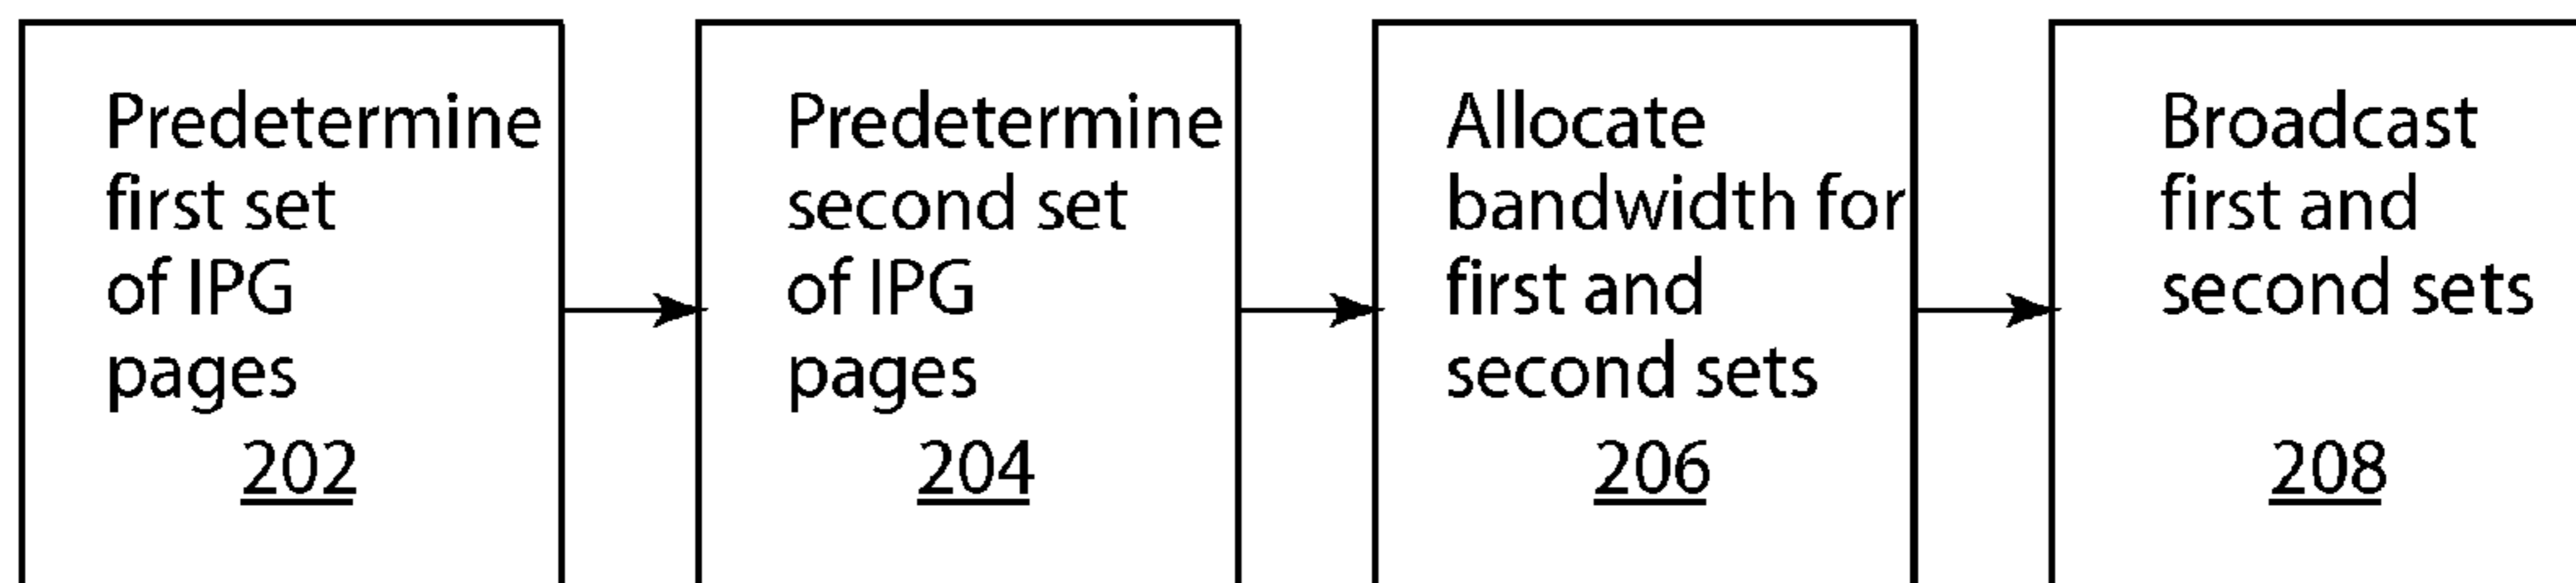 Predetermine
first set
of IPG
pages
202
Predetermine
second set
of IPG
pages
204
Allocate
bandwidth for
first and
second sets
206
Broadcast
first and
second sets
208